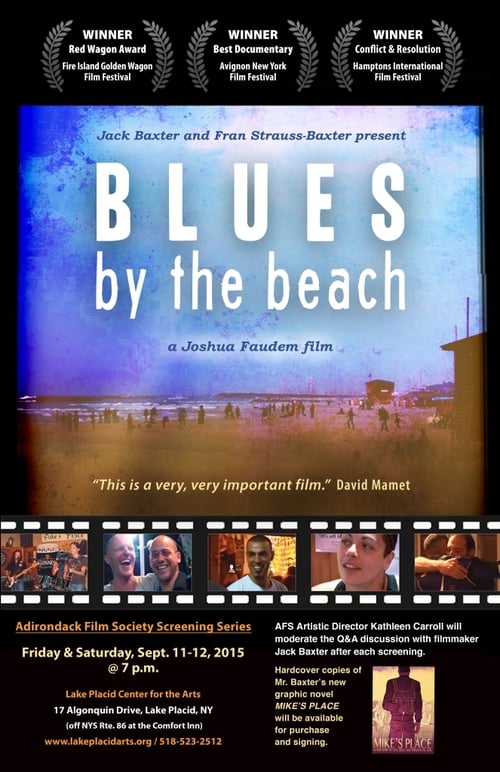 WINNER
Red Wagon Award
Fire Island Golden Wagon
Film Festival
WINNER
Best Documentary
Avignon New York
Film Festival
WINNER
Conflict & Resolution
Hamptons International
Film Festival
Jack Baxter and Fran Strauss-Baxter present
BLUES
by the beach
a Joshua Faudem film
“This is a very, very important film.” David Mamet
Adirondack Film Society Screening Series
Friday & Saturday, Sept. 11-12, 2015
@ 7 p.m.
Lake Placid Center for the Arts
17 Algonquin Drive, Lake Placid, NY
(off NYS Rte. 86 at the Comfort Inn)
www.lakeplacidarts.org / 518-523-2512
AFS Artistic Director Kathleen Carroll will
moderate the Q&A discussion with filmmaker
Jack Baxter after each screening.
Hardcover copies of
Mr. Baxter's new
graphic novel
MIKE'S PLACE
will be available
for purchase
and signing.
MIKE'S PLACE